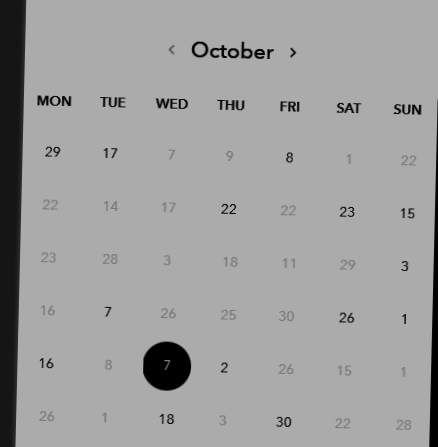 ‹ October ›
MON TUE WED THU FRI SAT SUN
29 17 7 9 8 1 22
22 14 17 22 22 23 15
23 28 3 18 11 29 3
16 7 26 25 30 26 1
16 8 7 2 26 15 1
26 1 18 3 30 22 28